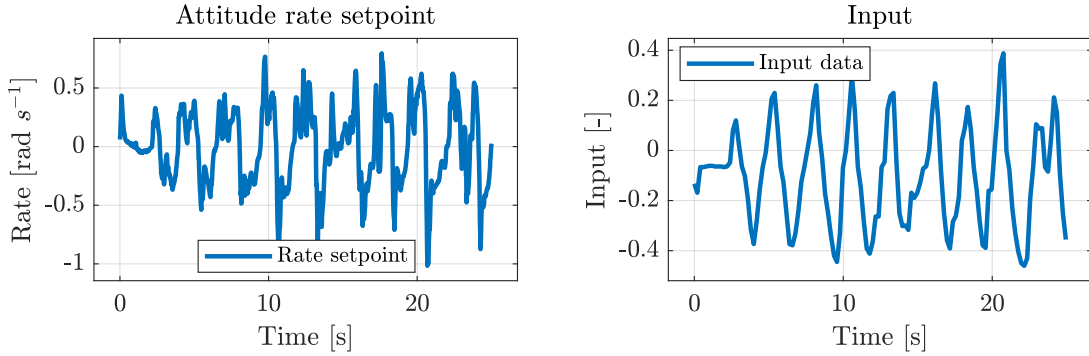 Attitude rate setpoint
0.5
0
-0.5
-1
Rate [rad s⁻¹]
Rate setpoint
0
10
20
Time [s]
Input
0.4
0.2
0
-0.2
-0.4
Input [-]
Input data
0
10
20
Time [s]